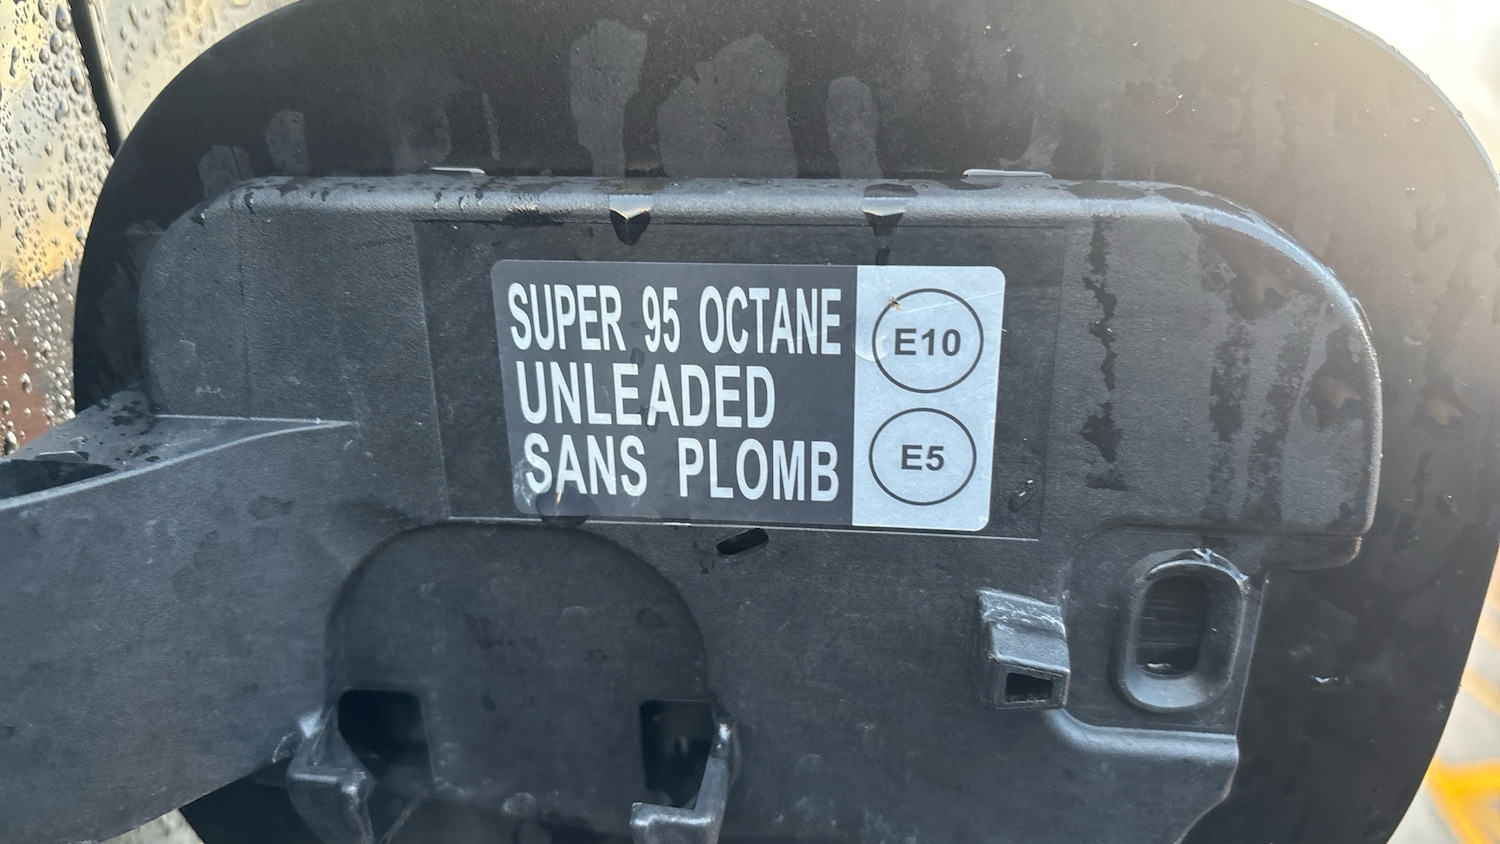 SUPER 95 OCTANE
UNLEADED
SANS PLOMB
E10
E5